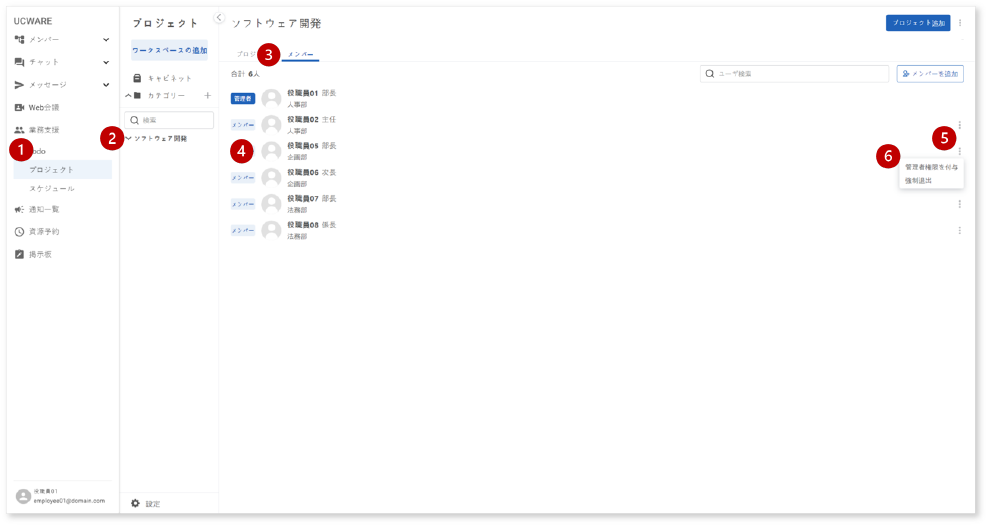 UCWARE
メンバー
チャット
メッセージ
Web会議
業務支援
1
odo
プロジェクト
スケジュール
通知一覧
資源予約
掲示板
役職員01
employee01@domain.com
プロジェクト
ワークスペースの追加
キャビネット
カテゴリー
検索
2
ソフトウェア開発
設定
ソフトウェア開発
プロジェクト追加
プロジ
3
メンバー
合計 6人
ユーザ検索
メンバーを追加
管理者
役職員01 部長
人事部
メンバー
役職員02 主任
人事部
4
役職員05 部長
企画部
5
6
管理者権限を付与
強制退出
メンバー
役職員06 次長
企画部
メンバー
役職員07 部長
法務部
メンバー
役職員08 係長
法務部